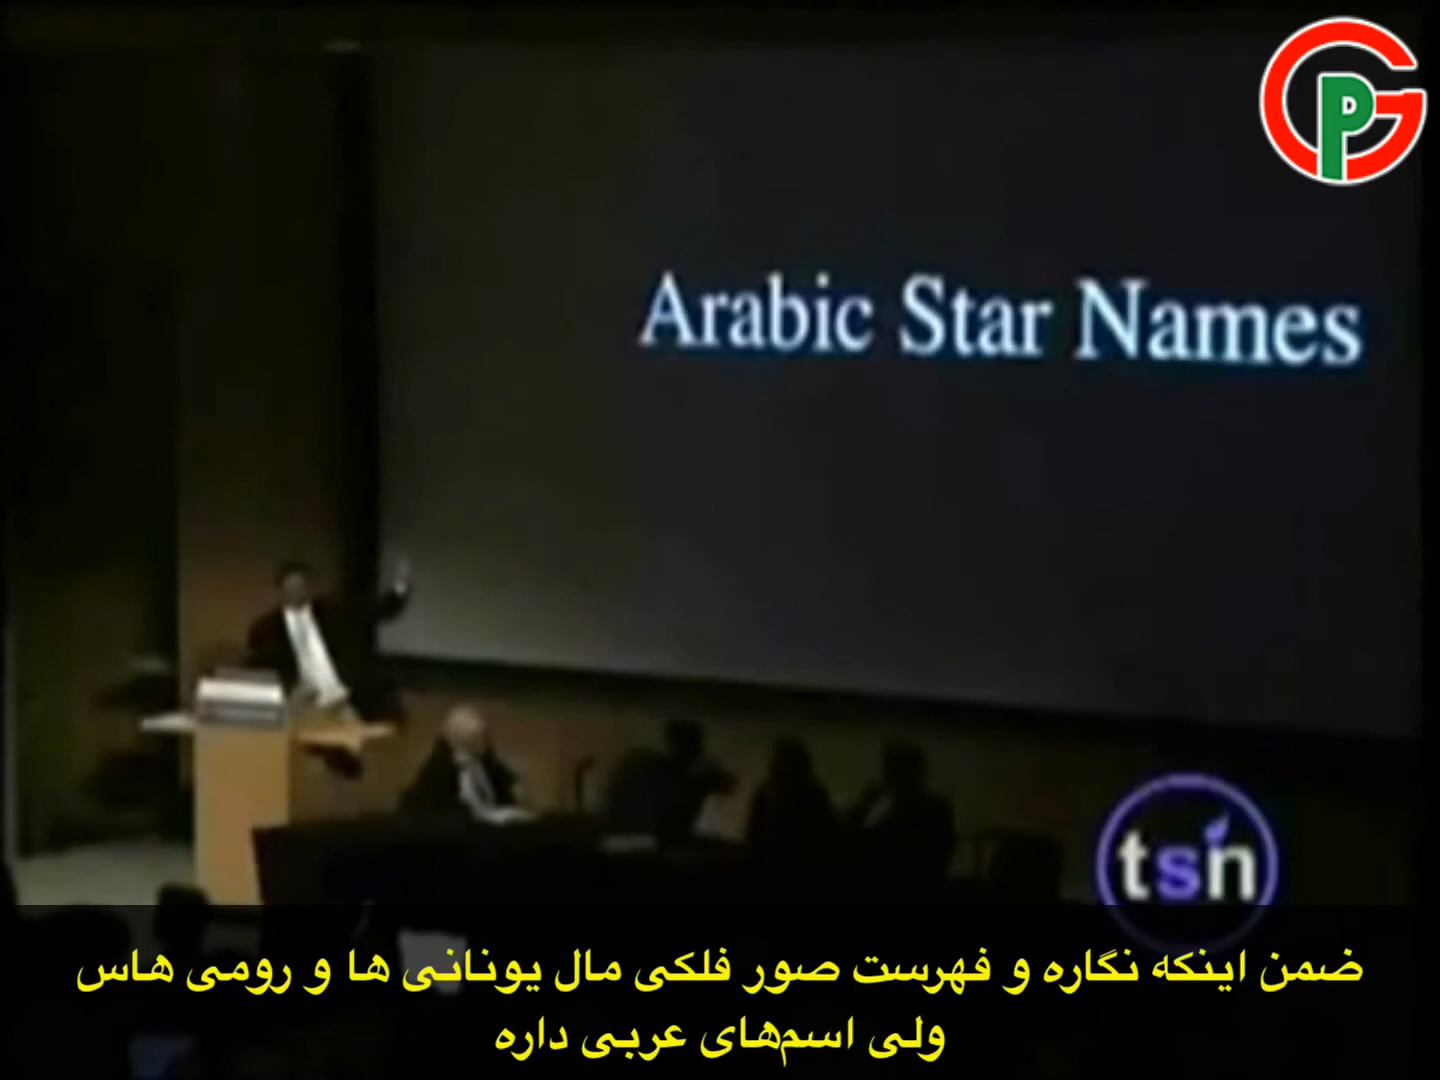 GP
Arabic Star Names
tsn
ضمن اینکه نگاره و فهرست صور فلکی مال یونانی ها و رومی هاس
ولی اسم‌های عربی داره